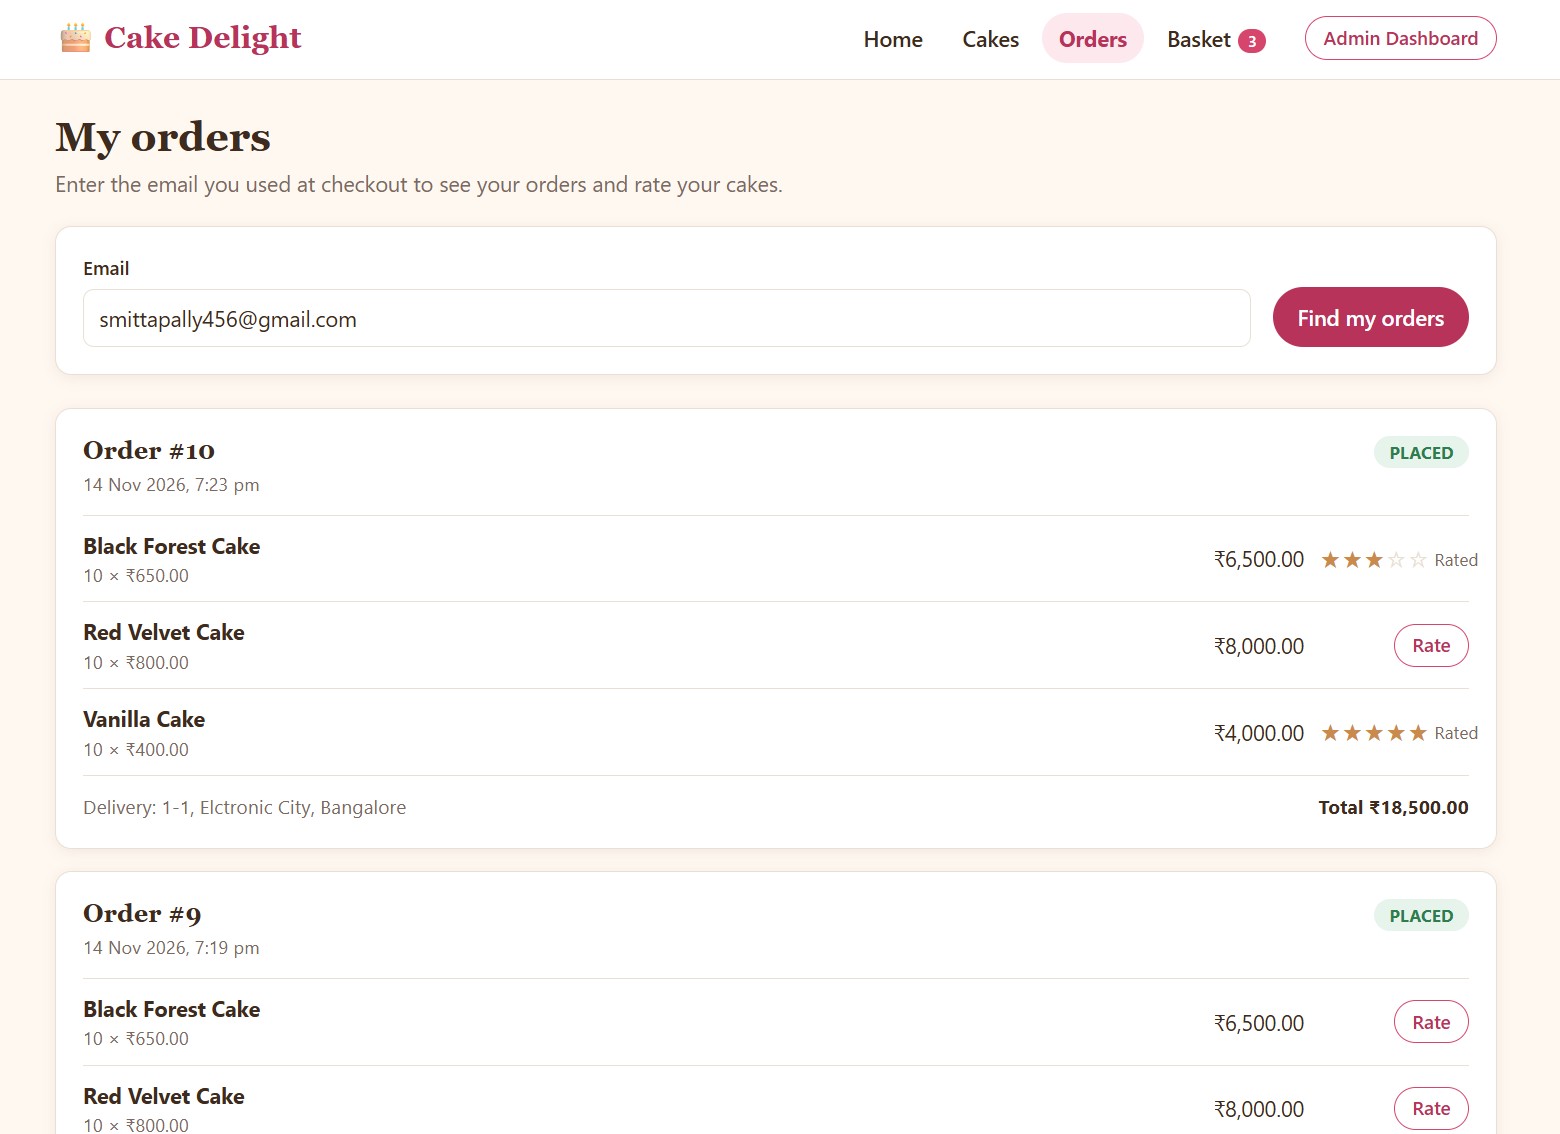 Cake Delight
Home
Cakes
Orders
Basket 3
Admin Dashboard
My orders
Enter the email you used at checkout to see your orders and rate your cakes.
Email
smittapally456@gmail.com
Find my orders
Order #10
PLACED
14 Nov 2026, 7:23 pm
Black Forest Cake
10 × ₹650.00
₹6,500.00
★★★☆☆ Rated
Red Velvet Cake
10 × ₹800.00
₹8,000.00
Rate
Vanilla Cake
10 × ₹400.00
₹4,000.00
★★★★★ Rated
Delivery: 1-1, Elctronic City, Bangalore
Total ₹18,500.00
Order #9
PLACED
14 Nov 2026, 7:19 pm
Black Forest Cake
10 × ₹650.00
₹6,500.00
Rate
Red Velvet Cake
10 × ₹800.00
₹8,000.00
Rate